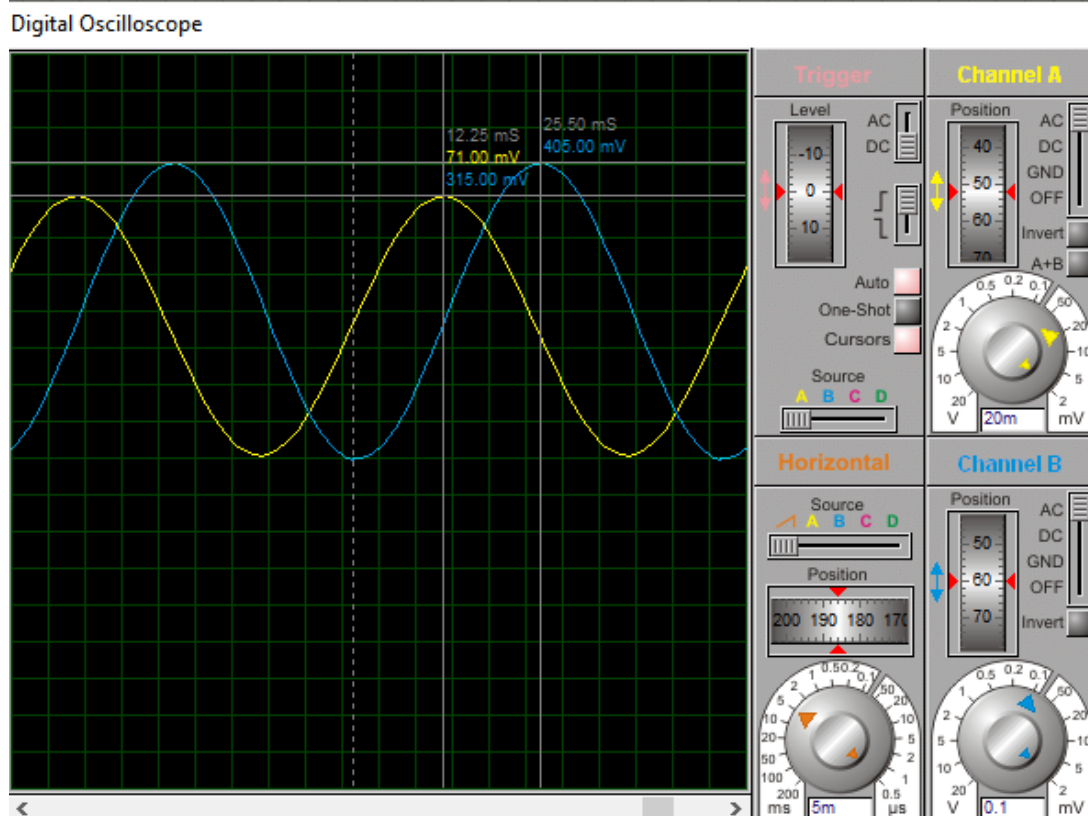 Digital Oscilloscope
12.25 mS
71.00 mV
315.00 mV
25.50 mS
405.00 mV
Trigger
Level
-10
0
10
AC
DC
Auto
One-Shot
Cursors
Source
A B C D
Channel A
Position
40
50
60
70
AC
DC
GND
OFF
Invert
A+B
0.5 0.2 0.1
1 50
2 20
5 10
10 5
20 2
V 20m mV
Horizontal
Source
A B C D
Position
200 190 180 170
1 0.5 0.2 0.1
2 50
5 20
10 10
20 5
50 2
100 1
200 0.5
ms 5m µs
Channel B
Position
50
60
70
AC
DC
GND
OFF
Invert
0.5 0.2 0.1
1 50
2 20
5 10
10 5
20 2
V 0.1 mV